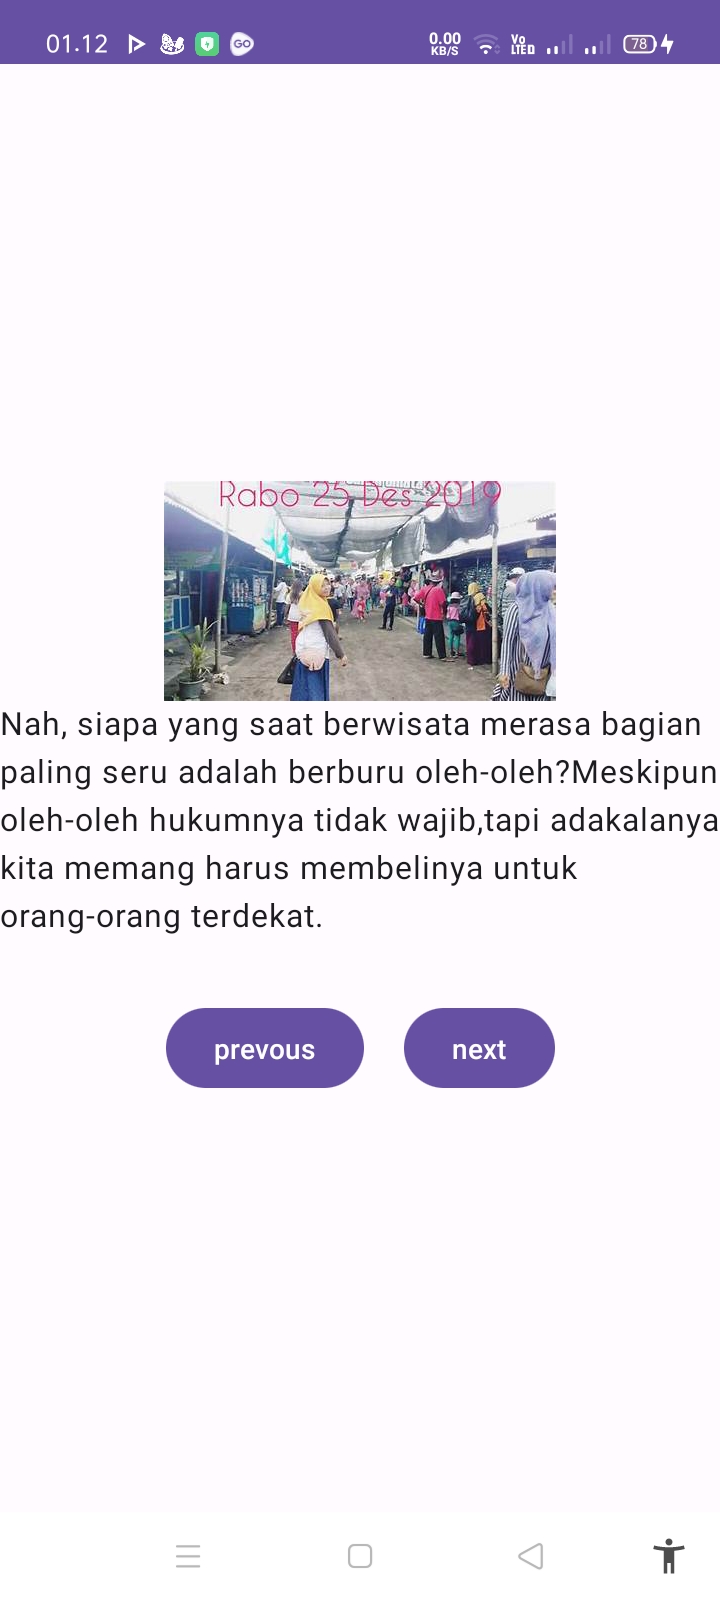 01.12
GO
0.00
KB/S
Vo
LTE
78
Rabo 25 Des 2019
Nah, siapa yang saat berwisata merasa bagian
paling seru adalah berburu oleh-oleh?Meskipun
oleh-oleh hukumnya tidak wajib,tapi adakalanya
kita memang harus membelinya untuk
orang-orang terdekat.
prevous
next